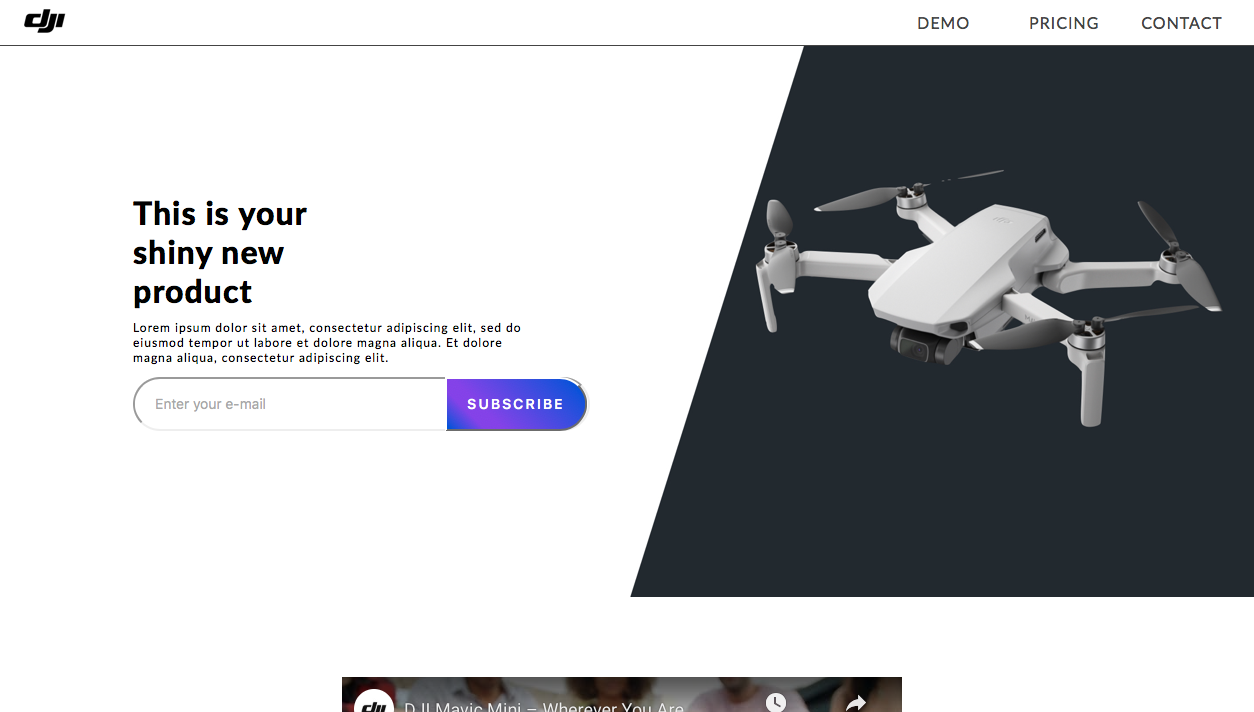 dji
DEMO
PRICING
CONTACT
This is your
shiny new
product
Lorem ipsum dolor sit amet, consectetur adipiscing elit, sed do
eiusmod tempor ut labore et dolore magna aliqua. Et dolore
magna aliqua, consectetur adipiscing elit.
Enter your e-mail
SUBSCRIBE
dji
DJI Mavic Mini – Wherever You Are